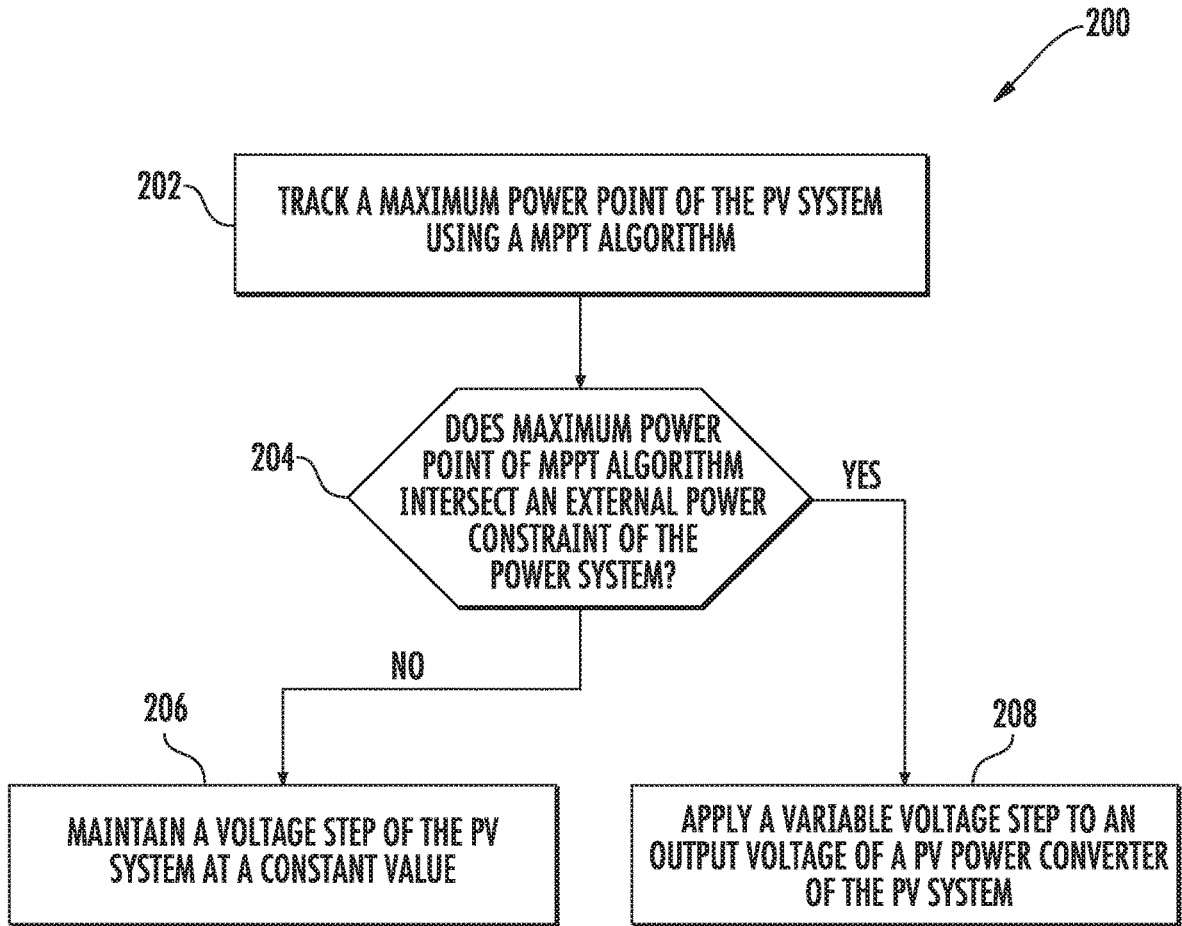 200
202
TRACK A MAXIMUM POWER POINT OF THE PV SYSTEM
USING A MPPT ALGORITHM
204
DOES MAXIMUM POWER
POINT OF MPPT ALGORITHM
INTERSECT AN EXTERNAL POWER
CONSTRAINT OF THE
POWER SYSTEM?
YES
NO
206
MAINTAIN A VOLTAGE STEP OF THE PV
SYSTEM AT A CONSTANT VALUE
208
APPLY A VARIABLE VOLTAGE STEP TO AN
OUTPUT VOLTAGE OF A PV POWER CONVERTER
OF THE PV SYSTEM